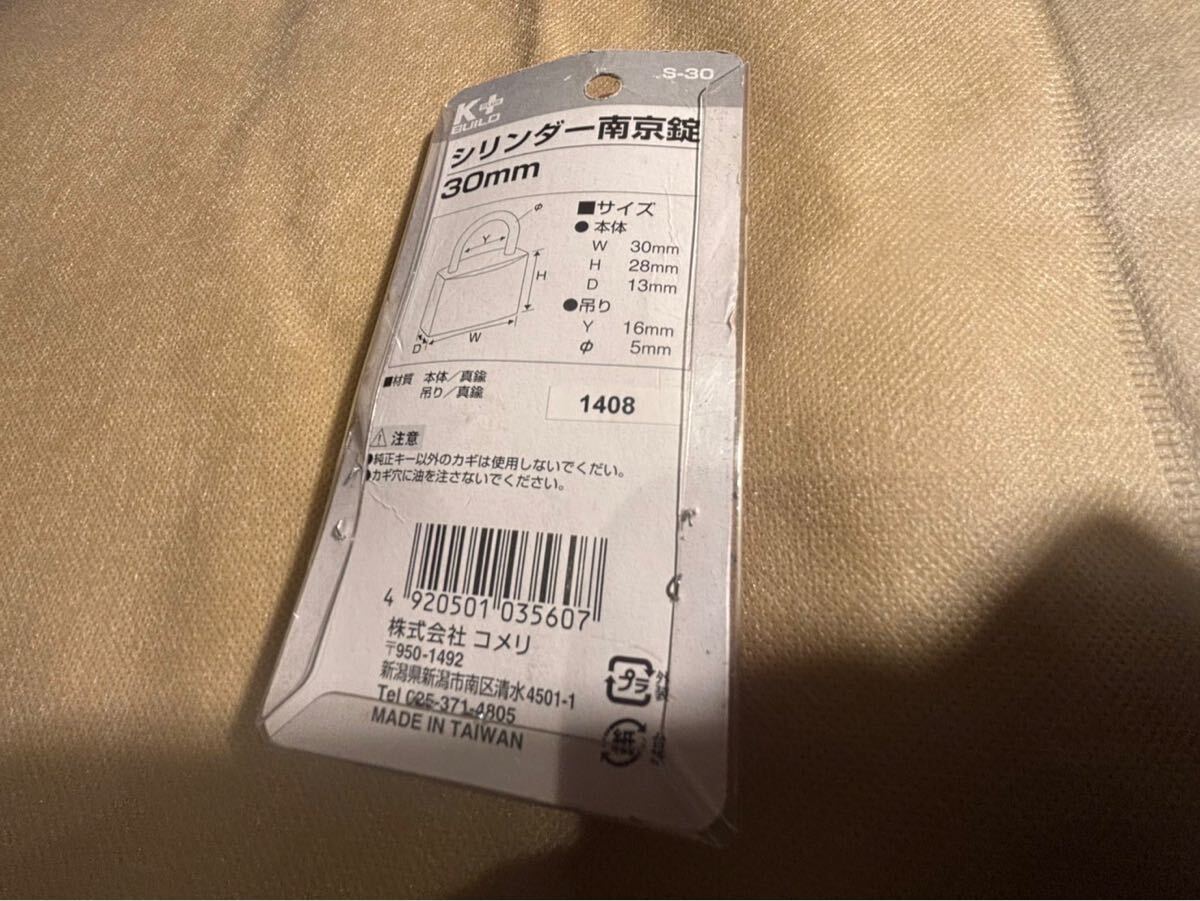 S-30
K+
BUILD
シリンダー南京錠
30mm
φ
Y
H
W
D
■サイズ
●本体
W 30mm
H 28mm
D 13mm
●吊り
Y 16mm
φ 5mm
■材質 本体／真鍮
吊り／真鍮
1408
注意
●純正キー以外のカギは使用しないでくだい。
●カギ穴に油を注さないでください。
4 920501 035607
株式会社 コメリ
〒950-1492
新潟県新潟市南区清水4501-1
Tel 025-371-4805
MADE IN TAIWAN
プラ
外装
紙
台紙